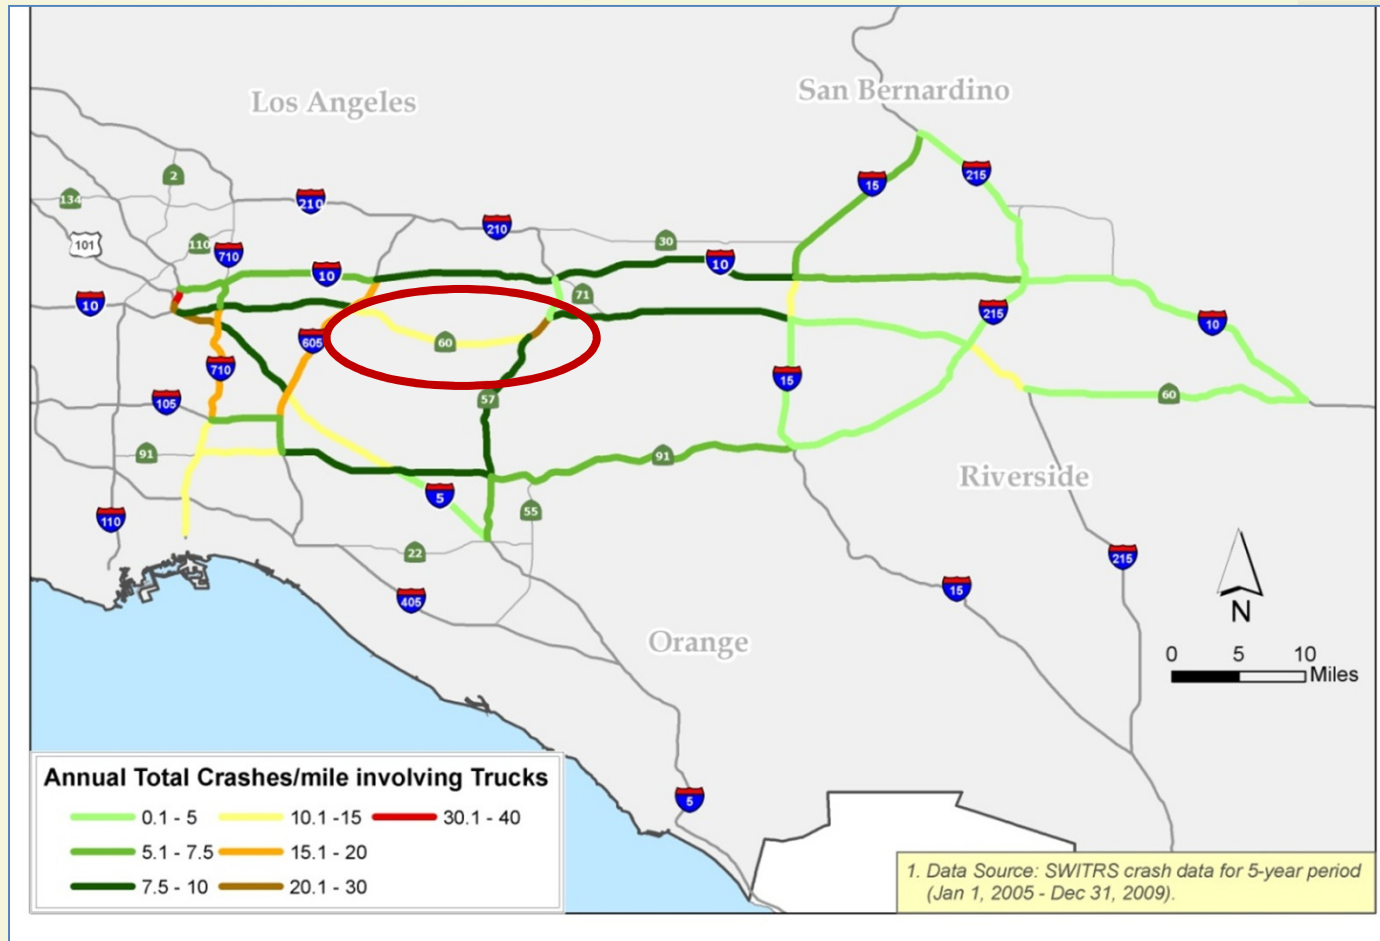 Los Angeles
San Bernardino
2
134
210
15
215
101
110
710
210
30
10
10
10
71
215
10
605
60
710
15
105
57
60
91
91
Riverside
5
55
110
22
215
405
15
N
Orange
0 5 10
Miles
5
Annual Total Crashes/mile involving Trucks
0.1 - 5 10.1 -15 30.1 - 40
5.1 - 7.5 15.1 - 20
7.5 - 10 20.1 - 30
1. Data Source: SWITRS crash data for 5-year period
(Jan 1, 2005 - Dec 31, 2009).